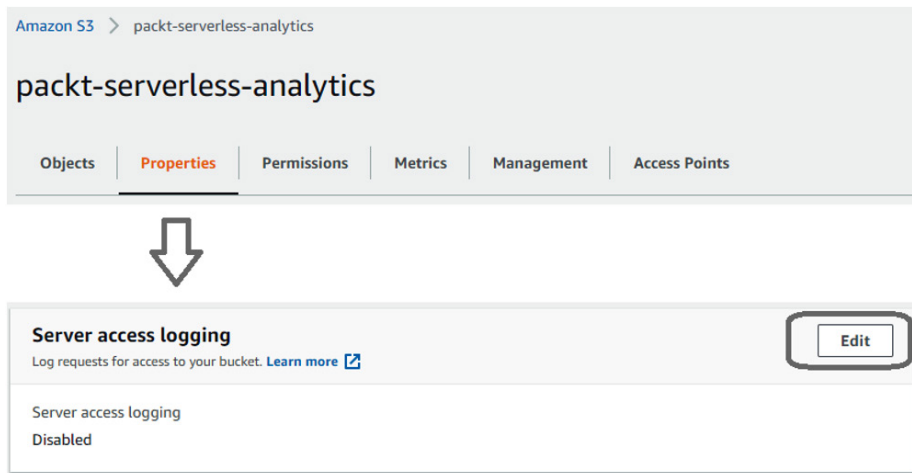 Amazon S3 > packt-serverless-analytics
packt-serverless-analytics
Objects Properties Permissions Metrics Management Access Points
Server access logging
Edit
Log requests for access to your bucket. Learn more
Server access logging
Disabled